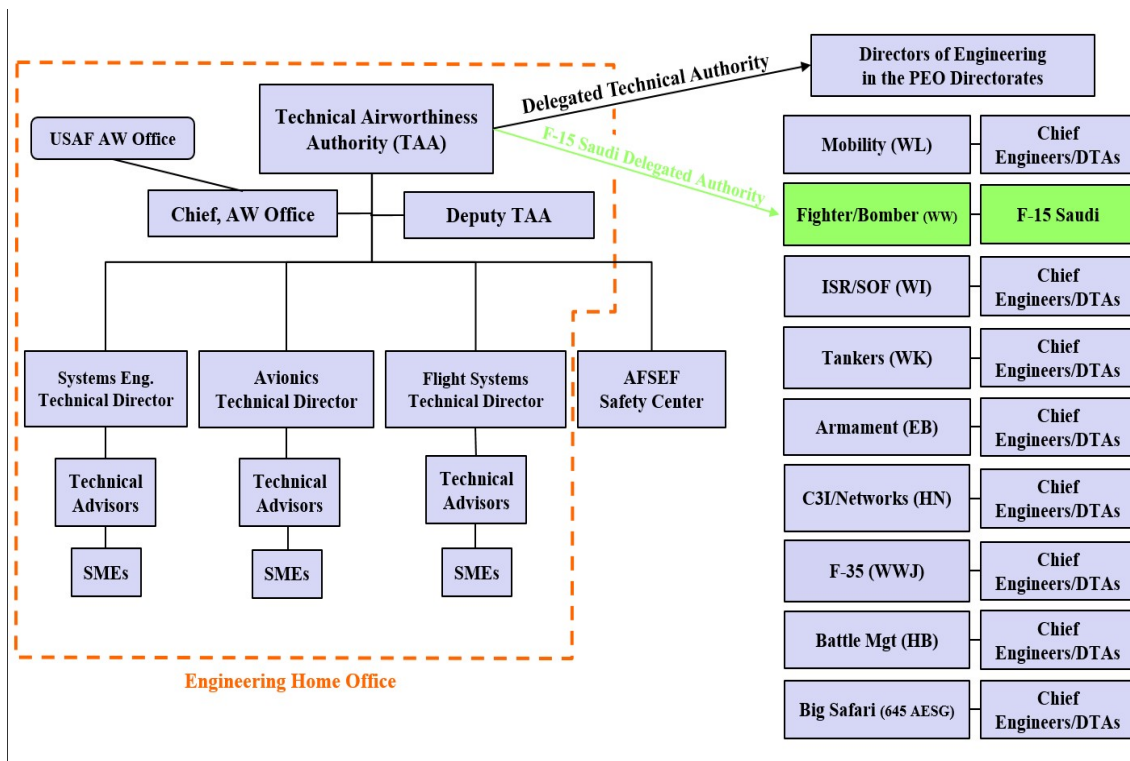 Technical Airworthiness
Authority (TAA)
USAF AW Office
Chief, AW Office
Deputy TAA
Systems Eng.
Technical Director
Avionics
Technical Director
Flight Systems
Technical Director
AFSEF
Safety Center
Technical
Advisors
Technical
Advisors
Technical
Advisors
SMEs
SMEs
SMEs
Engineering Home Office
Delegated Technical Authority
F-15 Saudi Delegated Authority
Directors of Engineering
in the PEO Directorates
Mobility (WL)
Chief
Engineers/DTAs
Fighter/Bomber (WW)
F-15 Saudi
ISR/SOF (WI)
Chief
Engineers/DTAs
Tankers (WK)
Chief
Engineers/DTAs
Armament (EB)
Chief
Engineers/DTAs
C3I/Networks (HN)
Chief
Engineers/DTAs
F-35 (WWJ)
Chief
Engineers/DTAs
Battle Mgt (HB)
Chief
Engineers/DTAs
Big Safari (645 AESG)
Chief
Engineers/DTAs